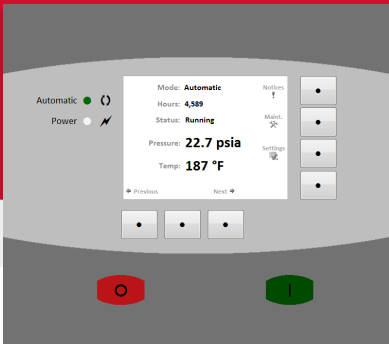 Mode: Automatic
Notices
Automatic
Hours: 4,589
Maint.
Power
Status: Running
Pressure: 22.7 psia
Settings
Temp: 187 °F
Previous Next